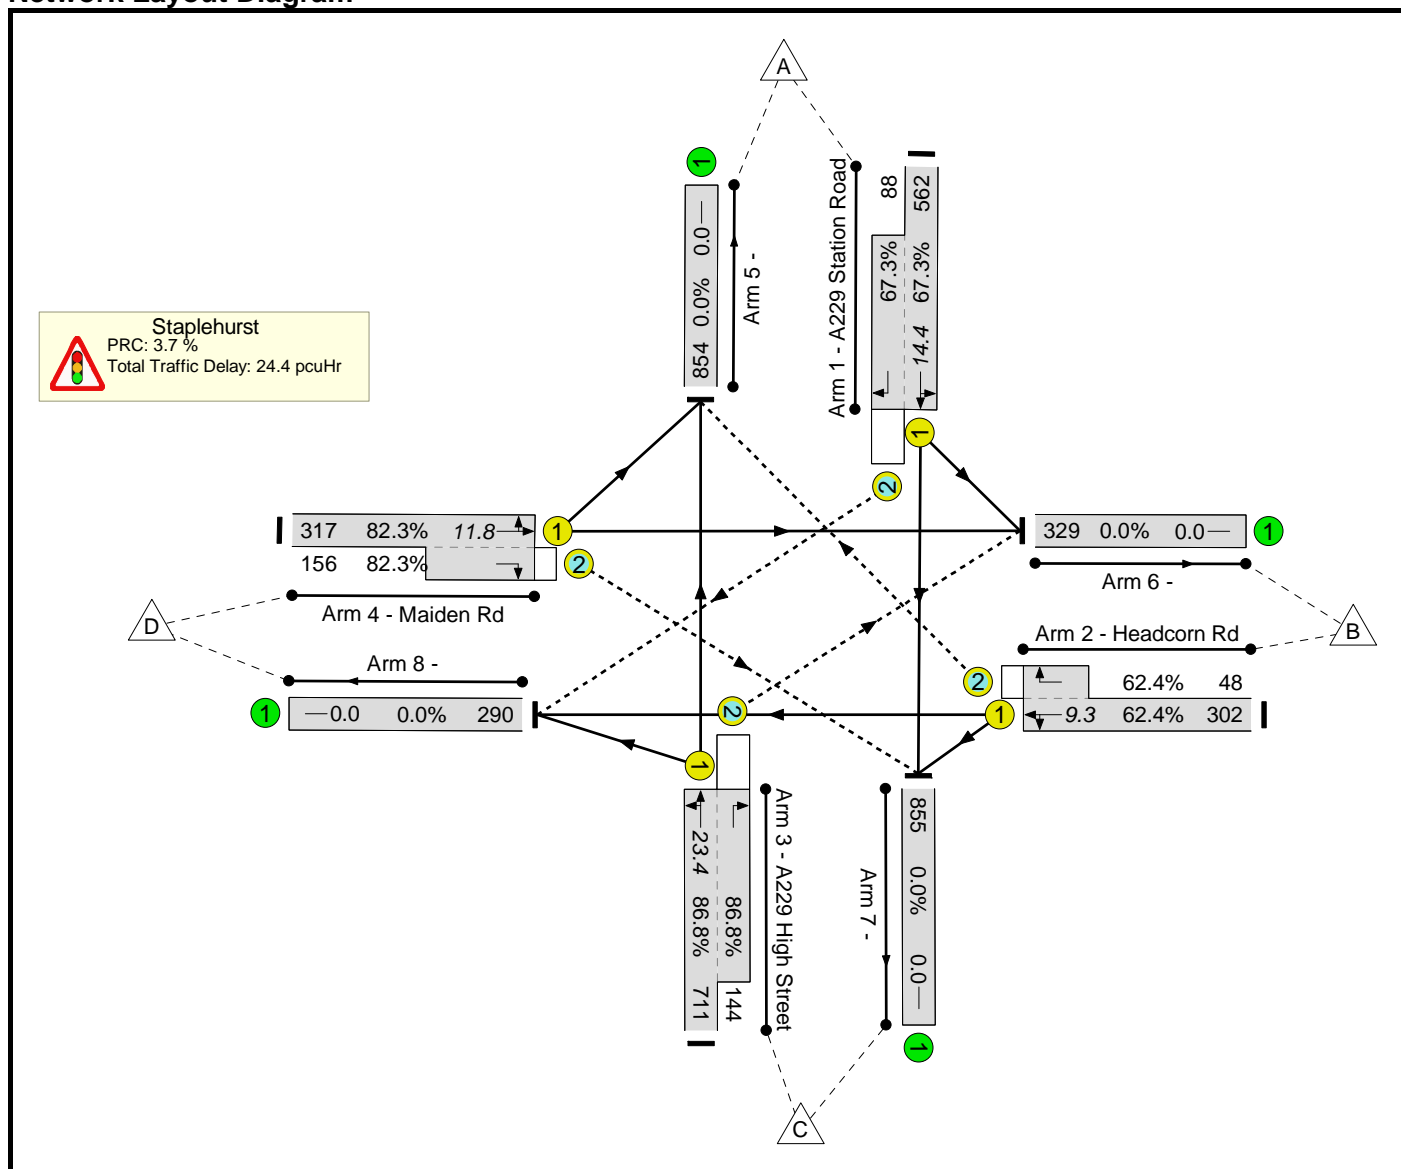 Network Layout Diagram
A
1
854 0.0% 0.0
Arm 5 -
Arm 1 - A229 Station Road
88
67.3%
562
67.3%
14.4
1
2
Staplehurst
PRC: 3.7 %
Total Traffic Delay: 24.4 pcuHr
317 82.3% 11.8
1
156 82.3%
2
Arm 4 - Maiden Rd
D
Arm 8 -
1
0.0 0.0% 290
329 0.0% 0.0
1
Arm 6 -
B
Arm 2 - Headcorn Rd
2
62.4% 48
1
9.3 62.4% 302
2
1
23.4 86.8% 711
86.8% 144
Arm 3 - A229 High Street
Arm 7 -
855 0.0% 0.0
1
C